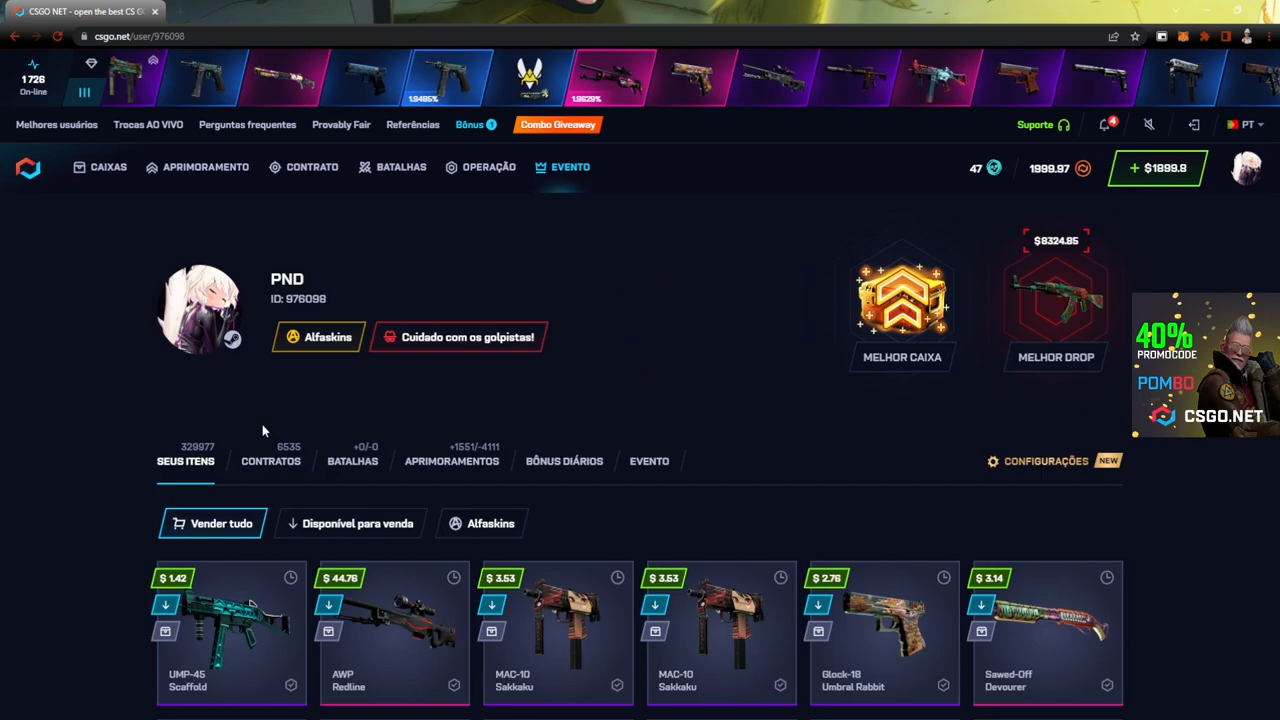 CSGO NET - open the best CS G
csgo.net/user/976098
1 726
On-line
1.9485%
1.9629%
Melhores usuários
Trocas AO VIVO
Perguntas frequentes
Provably Fair
Referências
Bônus 1
Combo Giveaway
Suporte
4
PT
CAIXAS
APRIMORAMENTO
CONTRATO
BATALHAS
OPERAÇÃO
EVENTO
47
1999.97
+ $1899.8
$8324.85
PND
ID: 976098
Alfaskins
Cuidado com os golpistas!
MELHOR CAIXA
MELHOR DROP
40%
PROMOCODE
POMBO
CSGO.NET
329977
SEUS ITENS
6535
CONTRATOS
+0/-0
BATALHAS
+1551/-4111
APRIMORAMENTOS
BÔNUS DIÁRIOS
EVENTO
CONFIGURAÇÕES NEW
Vender tudo
Disponível para venda
Alfaskins
$ 1.42
UMP-45
Scaffold
$ 44.76
AWP
Redline
$ 3.53
MAC-10
Sakkaku
$ 3.53
MAC-10
Sakkaku
$ 2.76
Glock-18
Umbral Rabbit
$ 3.14
Sawed-Off
Devourer